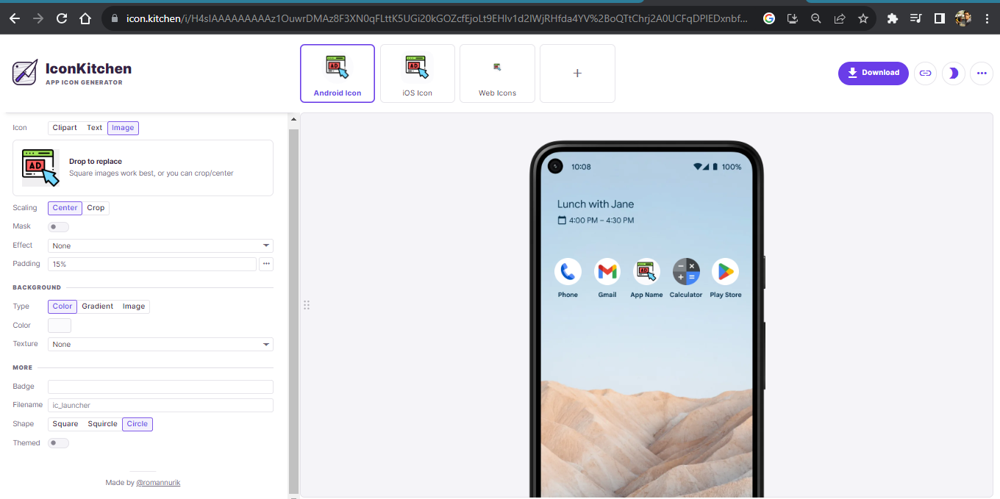 icon.kitchen/i/H4sIAAAAAAAAAz1OuwrDMAz8F3XN0qFLttK5UGi20kGOZcfEjoLt9EHIv1d2IWjRHfda4YV%2BoQTtChrj2A0UCFqDPIEDxnbf...
IconKitchen
APP ICON GENERATOR
AD
Android Icon
AD
iOS Icon
Web Icons
+
Download
Icon
Clipart
Text
Image
AD
Drop to replace
Square images work best, or you can crop/center
Scaling
Center
Crop
Mask
Effect
None
Padding
15%
BACKGROUND
Type
Color
Gradient
Image
Color
Texture
None
MORE
Badge
Filename
ic_launcher
Shape
Square
Squircle
Circle
Themed
Made by @romannurik
10:08
100%
Lunch with Jane
4:00 PM – 4:30 PM
AD
Phone
Gmail
App Name
Calculator
Play Store